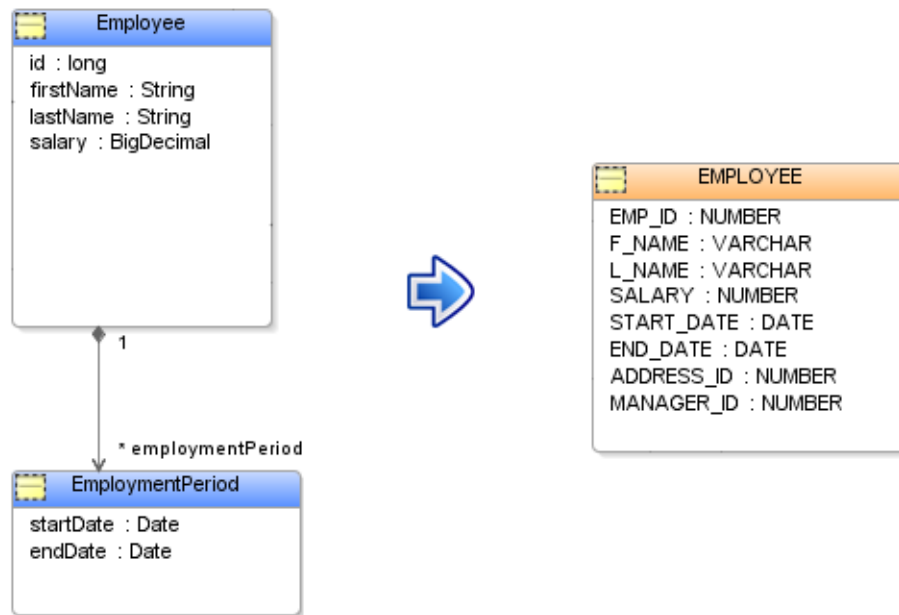 Employee
id : long
firstName : String
lastName : String
salary : BigDecimal
1
* employmentPeriod
EmploymentPeriod
startDate : Date
endDate : Date
EMPLOYEE
EMP_ID : NUMBER
F_NAME : VARCHAR
L_NAME : VARCHAR
SALARY : NUMBER
START_DATE : DATE
END_DATE : DATE
ADDRESS_ID : NUMBER
MANAGER_ID : NUMBER